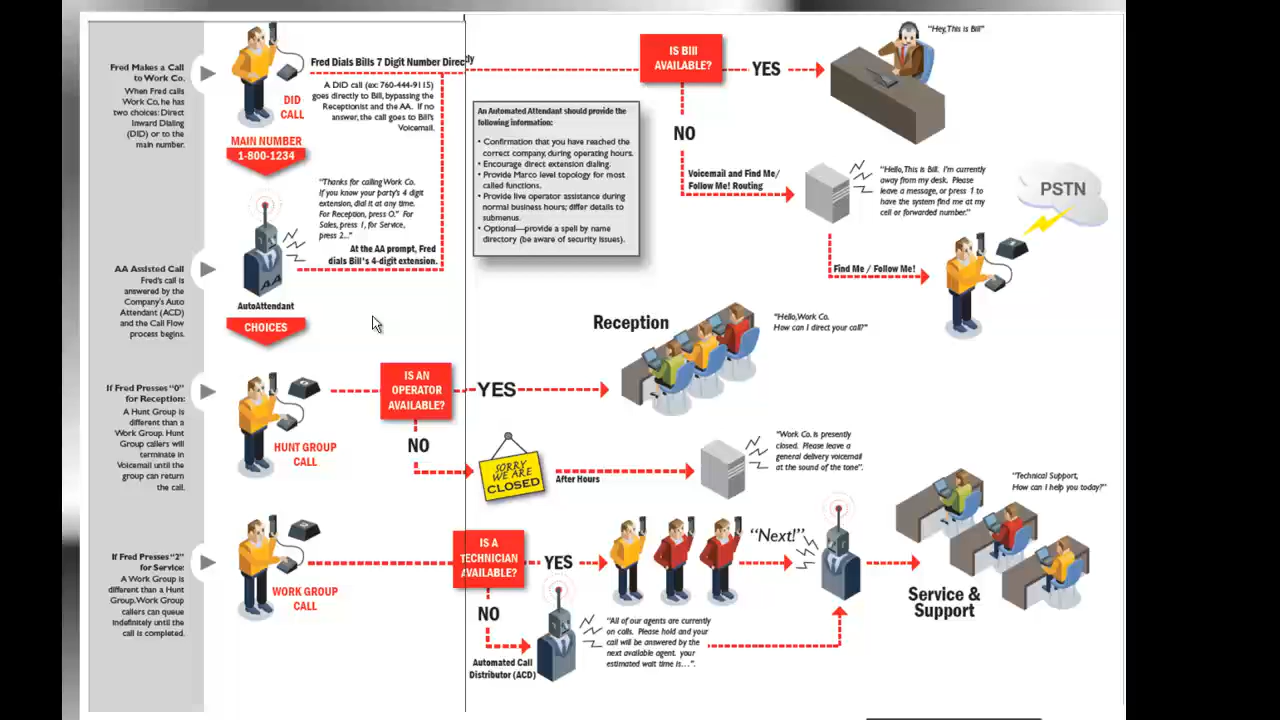 Fred Makes a Call
to Work Co.
When Fred calls
Work Co, he has
two choices: Direct
Inward Dialing
(DID) or to the
main number.
Fred Dials Bills 7 Digit Number Direcly
A DID call (ex: 760-444-9115)
goes directly to Bill, bypassing the
Receptionist and the AA. If no
answer, the call goes to Bill's
Voicemail.
DID
CALL
MAIN NUMBER
1-800-1234
IS BILL
AVAILABLE?
YES
"Hey, This is Bill"
NO
Voicemail and Find Me/
Follow Me! Routing
"Hello, This is Bill. I'm currently
away from my desk. Please
leave a message, or press 1 to
have the system find me at my
cell or forwarded number."
PSTN
Find Me / Follow Me!
An Automated Attendant should provide the
following information:
• Confirmation that you have reached the
correct company, during operating hours.
• Encourage direct extension dialing.
• Provide Marco level topology for most
called functions.
• Provide live operator assistance during
normal business hours; differ details to
submenus.
• Optional—provide a spell by name
directory (be aware of security issues).
"Thanks for calling Work Co.
If you know your party's 4 digit
extension, dial it at any time.
For Reception, press O." For
Sales, press 1, for Service,
press 2..."
At the AA prompt, Fred
dials Bill's 4-digit extension.
AA Assisted Call
Fred's call is
answered by the
Company's Auto
Attendant (ACD)
and the Call Flow
process begins.
AA
AutoAttendant
CHOICES
If Fred Presses "0"
for Reception:
A Hunt Group is
different than a
Work Group. Hunt
Group callers will
terminate in
Voicemail until the
group can return
the call.
HUNT GROUP
CALL
IS AN
OPERATOR
AVAILABLE?
YES
Reception
"Hello, Work Co.
How can I direct your call?"
NO
SORRY
WE ARE
CLOSED
After Hours
"Work Co. is presently
closed. Please leave a
general delivery voicemail
at the sound of the tone".
If Fred Presses "2"
for Service:
A Work Group is
different than a Hunt
Group. Work Group
callers can queue
indefinitely until the
call is completed.
WORK GROUP
CALL
IS A
TECHNICIAN
AVAILABLE?
YES
"Next!"
"Technical Support,
How can I help you today?"
Service &
Support
NO
Automated Call
Distributor (ACD)
"All of our agents are currently
on calls. Please hold and your
call will be answered by the
next available agent. your
estimated wait time is…".